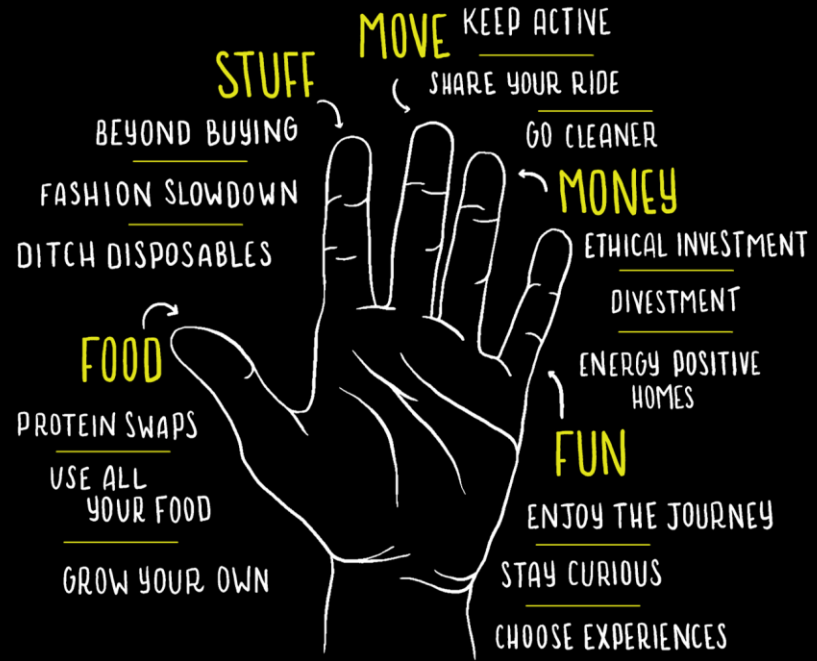 STUFF
BEYOND BUYING
FASHION SLOWDOWN
DITCH DISPOSABLES
MOVE
KEEP ACTIVE
SHARE YOUR RIDE
GO CLEANER
MONEY
ETHICAL INVESTMENT
DIVESTMENT
ENERGY POSITIVE
HOMES
FOOD
PROTEIN SWAPS
USE ALL
YOUR FOOD
GROW YOUR OWN
FUN
ENJOY THE JOURNEY
STAY CURIOUS
CHOOSE EXPERIENCES